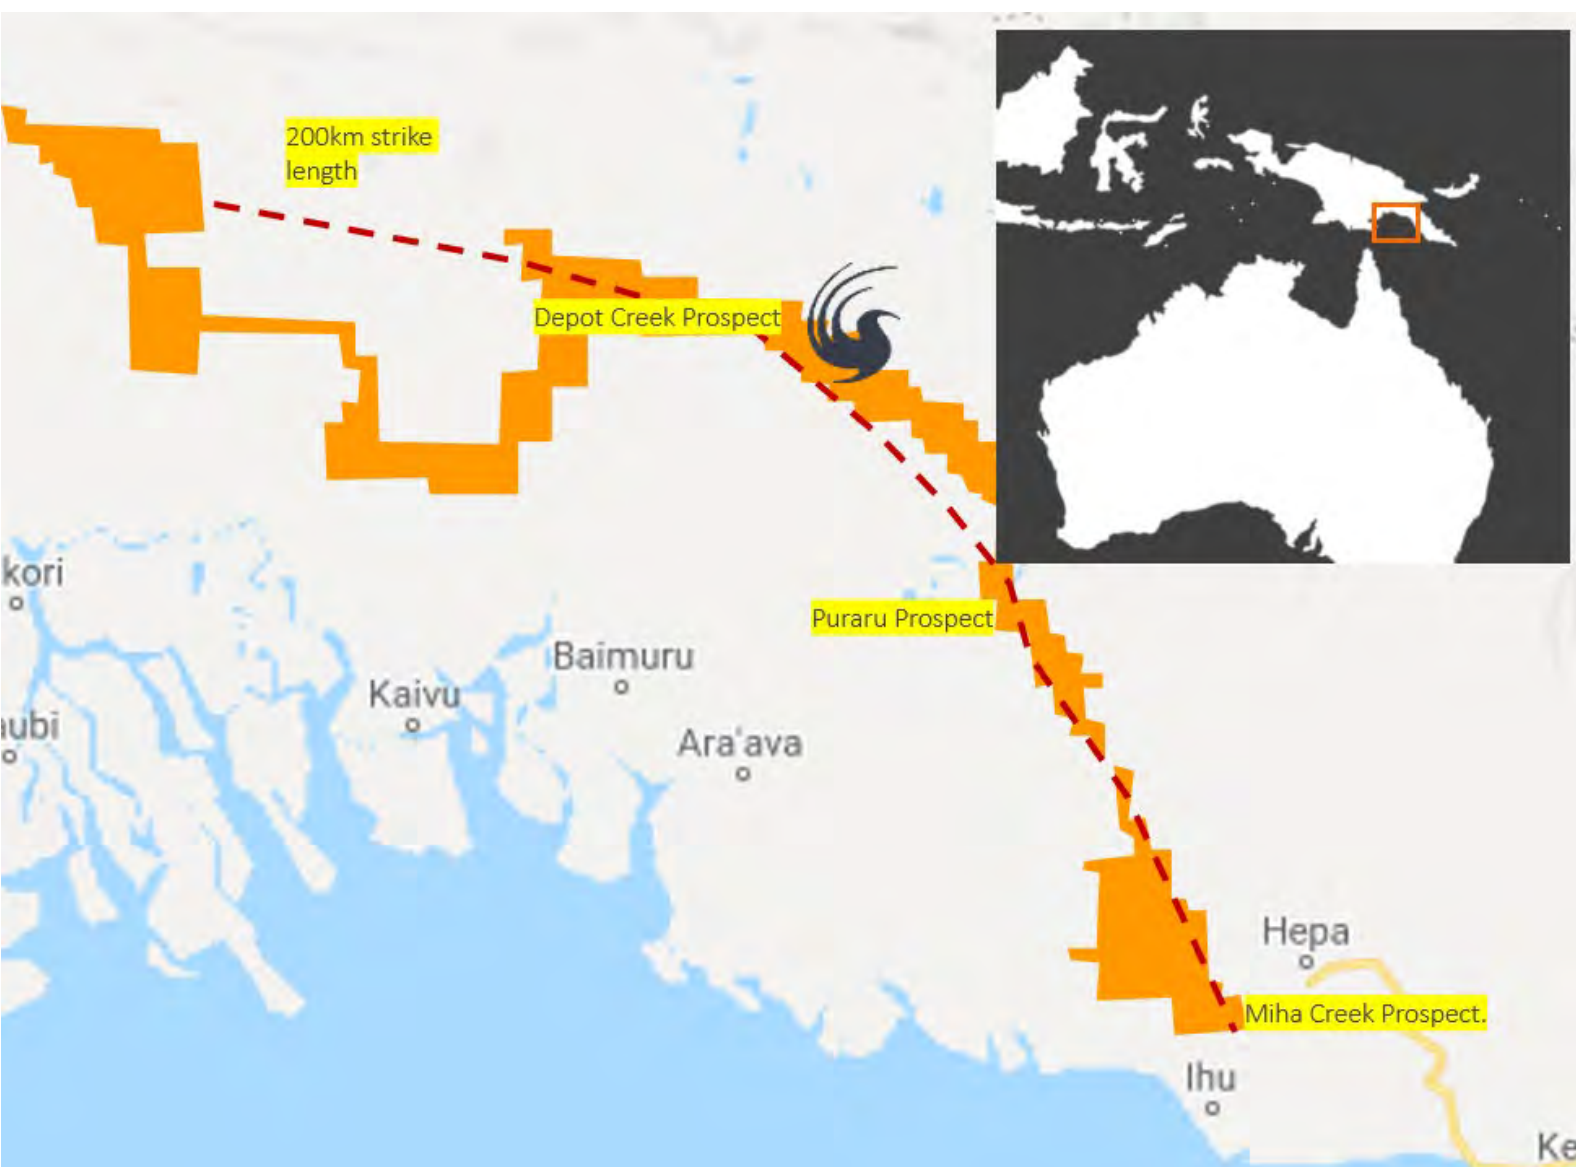 200km strike
length
Depot Creek Prospect
kori
Puraru Prospect
Baimuru
Kaivu
aubi
Ara'ava
Hepa
Miha Creek Prospect.
Ihu
Ke